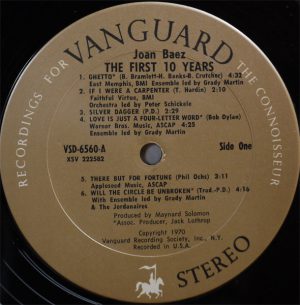 RECORDINGS FOR VANGUARD THE CONNOISSEUR
Joan Baez
THE FIRST 10 YEARS
1. GHETTO* (B. Bramlett-H. Banks-B. Crutcher) 4:32
East Memphis, BMI Ensemble led by Grady Martin
2. IF I WERE A CARPENTER (T. Hardin) 2:10
Faithful Virtue, BMI
Orchestra led by Peter Schickele
3. SILVER DAGGER (P.D.) 2:29
4. LOVE IS JUST A FOUR-LETTER WORD* (Bob Dylan)
Warner Bros. Music, ASCAP 4:25
Ensemble led by Grady Martin
VSD-6560-A
XSV 222582
Side One
5. THERE BUT FOR FORTUNE (Phil Ochs) 3:11
Appleseed Music, ASCAP
6. WILL THE CIRCLE BE UNBROKEN* (Trad-P.D.) 4:16
With Ensemble led by Grady Martin
& The Jordanaires
Produced by Maynard Solomon
*Associate Producer, Jack Lothrop
Copyright 1970
Vanguard Recording Society, Inc., N.Y.
Recorded in U.S.A.
STEREO